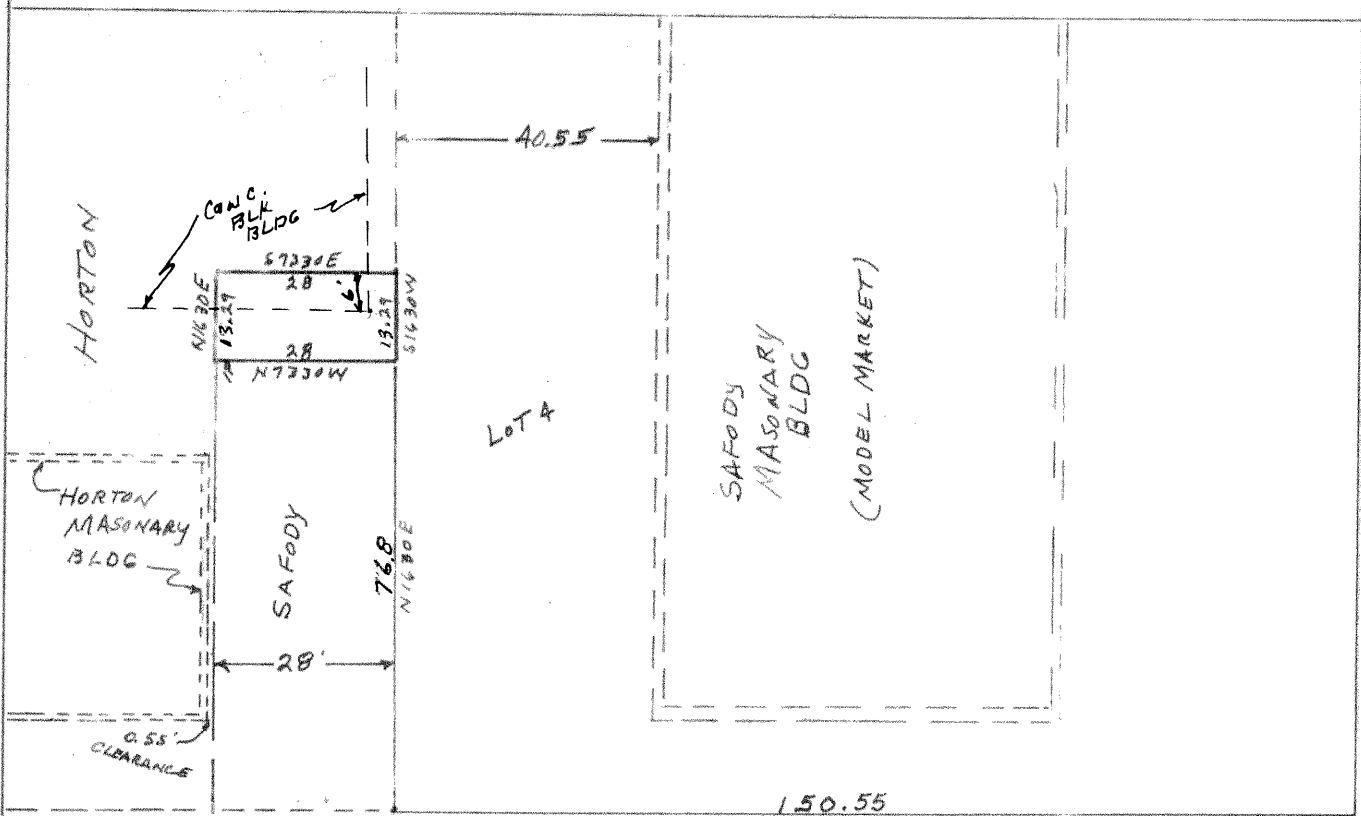 40.55
CONC.
BLK
BLDG
HORTON
S7330E
28
6'
N1630E
13.29
13.29
S1630W
28
N7330W
LOT 4
SAFODY
MASONARY
BLDG
(MODEL MARKET)
HORTON
MASONARY
BLDG
SAFODY
76.8
N1630E
28'
0.55'
CLEARANCE
150.55